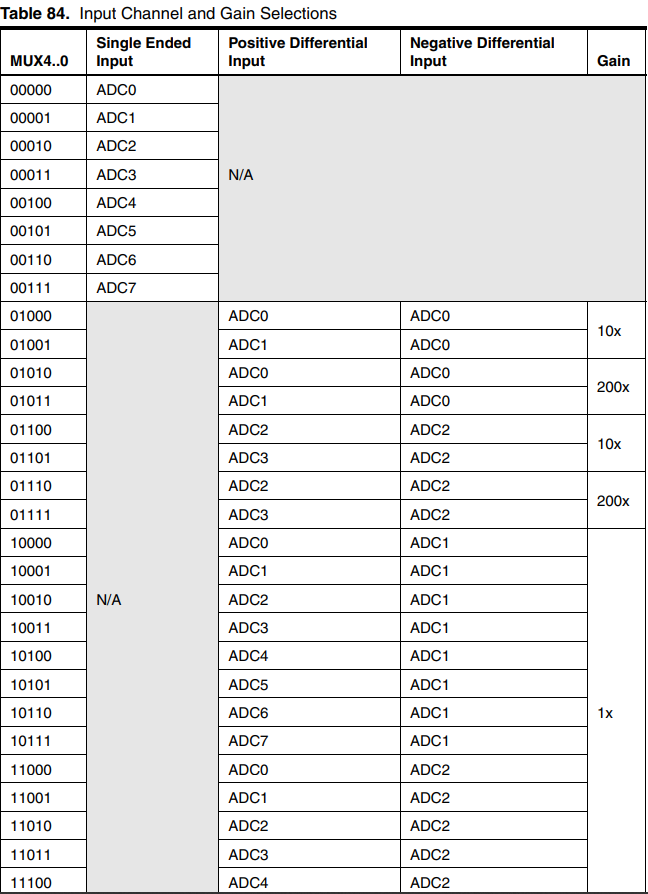 Table 84. Input Channel and Gain Selections
MUX4..0 Single Ended Input Positive Differential Input Negative Differential Input Gain
00000 ADC0
00001 ADC1
00010 ADC2
00011 ADC3 N/A
00100 ADC4
00101 ADC5
00110 ADC6
00111 ADC7
01000 ADC0 ADC0 10x
01001 ADC1 ADC0
01010 ADC0 ADC0 200x
01011 ADC1 ADC0
01100 ADC2 ADC2 10x
01101 ADC3 ADC2
01110 ADC2 ADC2 200x
01111 ADC3 ADC2
10000 ADC0 ADC1
10001 ADC1 ADC1
10010 N/A ADC2 ADC1
10011 ADC3 ADC1
10100 ADC4 ADC1
10101 ADC5 ADC1
10110 ADC6 ADC1 1x
10111 ADC7 ADC1
11000 ADC0 ADC2
11001 ADC1 ADC2
11010 ADC2 ADC2
11011 ADC3 ADC2
11100 ADC4 ADC2